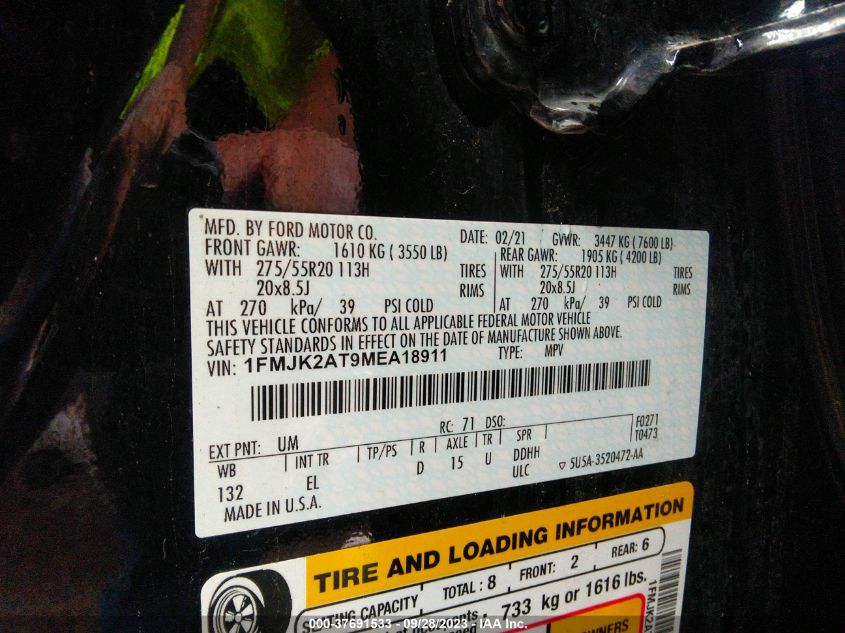 MFD. BY FORD MOTOR CO.
DATE: 02/21 GVWR: 3447 KG ( 7600 LB)
FRONT GAWR: 1610 KG ( 3550 LB)
REAR GAWR: 1905 KG ( 4200 LB)
WITH 275/55R20 113H TIRES
WITH 275/55R20 113H TIRES
20x8.5J RIMS
20x8.5J RIMS
AT 270 kPa/ 39 PSI COLD
AT 270 kPa/ 39 PSI COLD
THIS VEHICLE CONFORMS TO ALL APPLICABLE FEDERAL MOTOR VEHICLE
SAFETY STANDARDS IN EFFECT ON THE DATE OF MANUFACTURE SHOWN ABOVE.
VIN: 1FMJK2AT9MEA18911 TYPE: MPV
EXT PNT: UM RC: 71 DSO: F0271
WB INT TR TP/PS R AXLE TR SPR T0473
132 EL D 15 U DDHH
ULC ▽ 5U5A-3520472-AA
MADE IN U.S.A.
TIRE AND LOADING INFORMATION
SEATING CAPACITY TOTAL : 8 FRONT: 2 REAR: 6
733 kg or 1616 lbs.
OWNERS
000-37691533 - 09/28/2023 - IAA Inc.